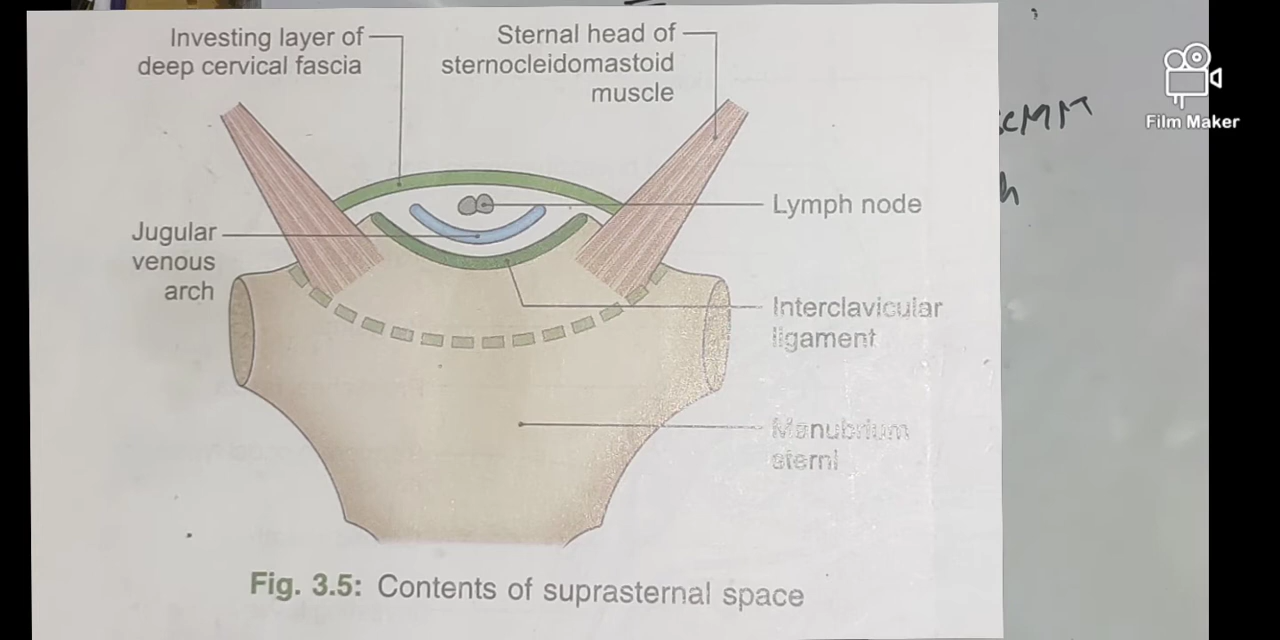 Investing layer of
deep cervical fascia
Sternal head of
sternocleidomastoid
muscle
SCMM
Film Maker
Lymph node
Jugular
venous
arch
Interclavicular
ligament
Manubrium
sterni
Fig. 3.5: Contents of suprasternal space